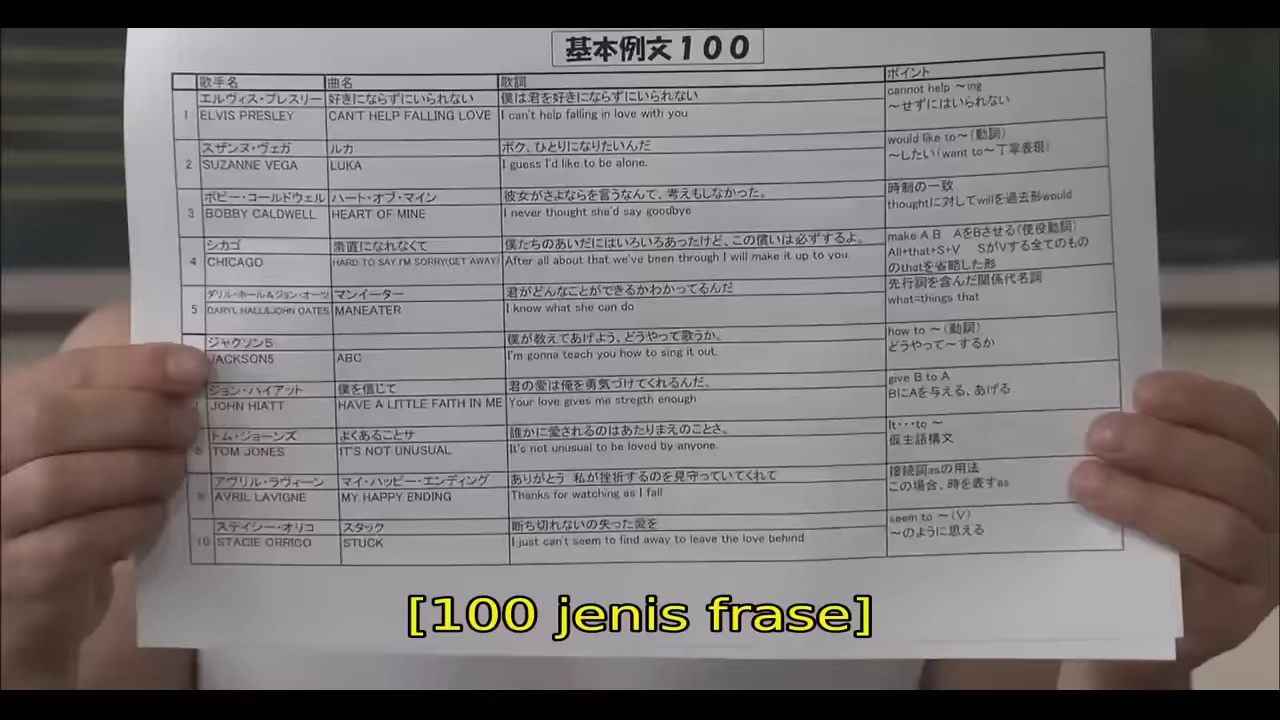 基本例文１００
歌手名 曲名 歌詞 ポイント
エルヴィス・プレスリー 好きにならずにいられない 僕は君を好きにならずにいられない cannot help ～ing
1 ELVIS PRESLEY CAN'T HELP FALLING LOVE I can't help falling in love with you ～せずにはいられない
スザンヌ・ヴェガ ルカ ボク、ひとりになりたいんだ would like to～(動詞)
2 SUZANNE VEGA LUKA I guess I'd like to be alone. ～したい(want to～丁寧表現)
ボビー・コールドウェル ハート・オブ・マイン 彼女がさよならを言うなんて、考えもしなかった。 時制の一致
3 BOBBY CALDWELL HEART OF MINE I never thought she'd say goodbye thoughtに対してwillを過去形would
シカゴ 素直になれなくて 僕たちのあいだにはいろいろあったけど、この償いは必ずするよ。 make A B AをBさせる(使役動詞)
4 CHICAGO HARD TO SAY I'M SORRY(GET AWAY) After all about that we've been through I will make it up to you. All+that+S+V SがVする全てのもの
のthatを省略した形
ダリル・ホール&ジョン・オーツ マンイーター 君がどんなことができるかわかってるんだ 先行詞を含んだ関係代名詞
5 DARYL HALL&JOHN OATES MANEATER I know what she can do what=things that
ジャクソン5 僕が教えてあげよう、どうやって歌うか。 how to ～(動詞)
JACKSON5 ABC I'm gonna teach you how to sing it out. どうやって～するか
ジョン・ハイアット 僕を信じて 君の愛は俺を勇気づけてくれるんだ。 give B to A
JOHN HIATT HAVE A LITTLE FAITH IN ME Your love gives me stregth enough BにAを与える、あげる
トム・ジョーンズ よくあることサ 誰かに愛されるのはあたりまえのことさ。 It・・・to ～
8 TOM JONES IT'S NOT UNUSUAL It's not unusual to be loved by anyone. 仮主語構文
アヴリル・ラヴィーン マイ・ハッピー・エンディング ありがとう 私が挫折するのを見守っていてくれて 接続詞asの用法
9 AVRIL LAVIGNE MY HAPPY ENDING Thanks for watching as I fall この場合、時を表すas
ステイシー・オリコ スタック 断ち切れないの失った愛を seem to ～(V)
10 STACIE ORRICO STUCK I just can't seem to find away to leave the love behind ～のように思える
[100 jenis frase]